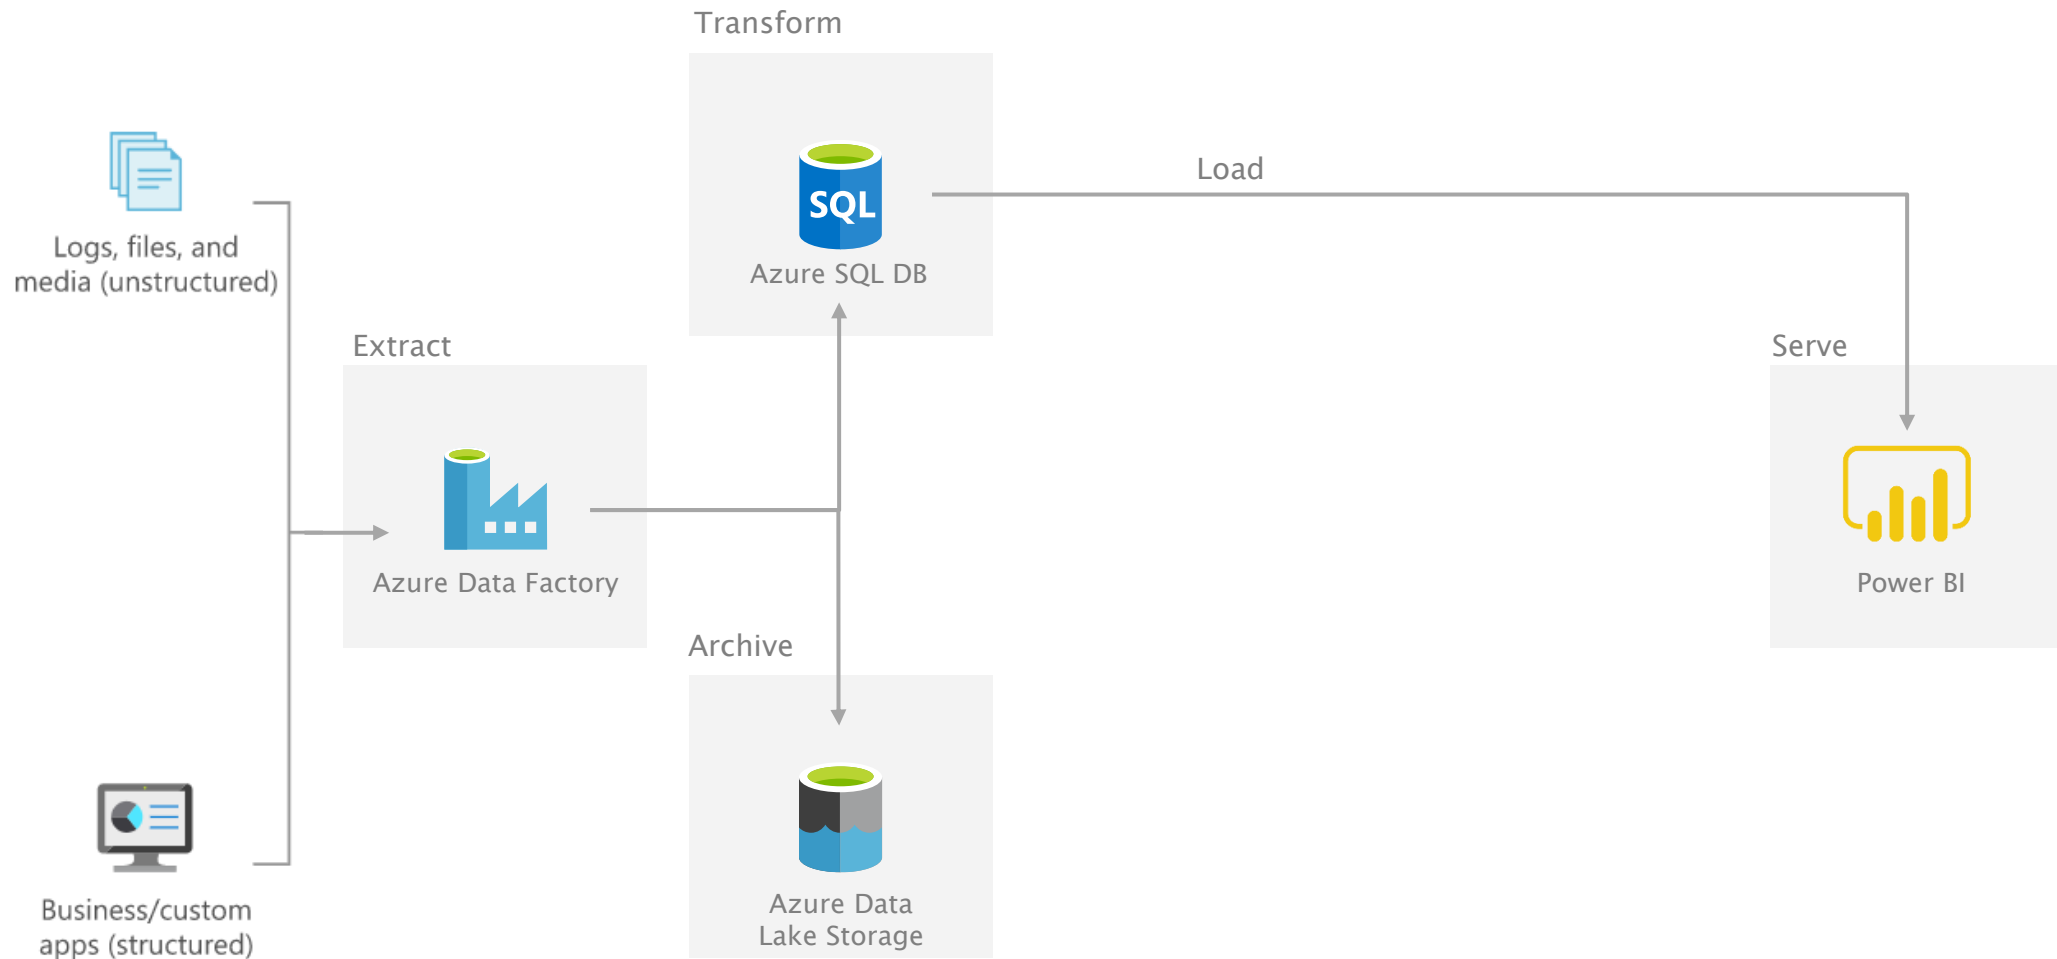 Transform
SQL
Azure SQL DB
Load
Logs, files, and
media (unstructured)
Extract
Azure Data Factory
Serve
Power BI
Archive
Azure Data
Lake Storage
Business/custom
apps (structured)